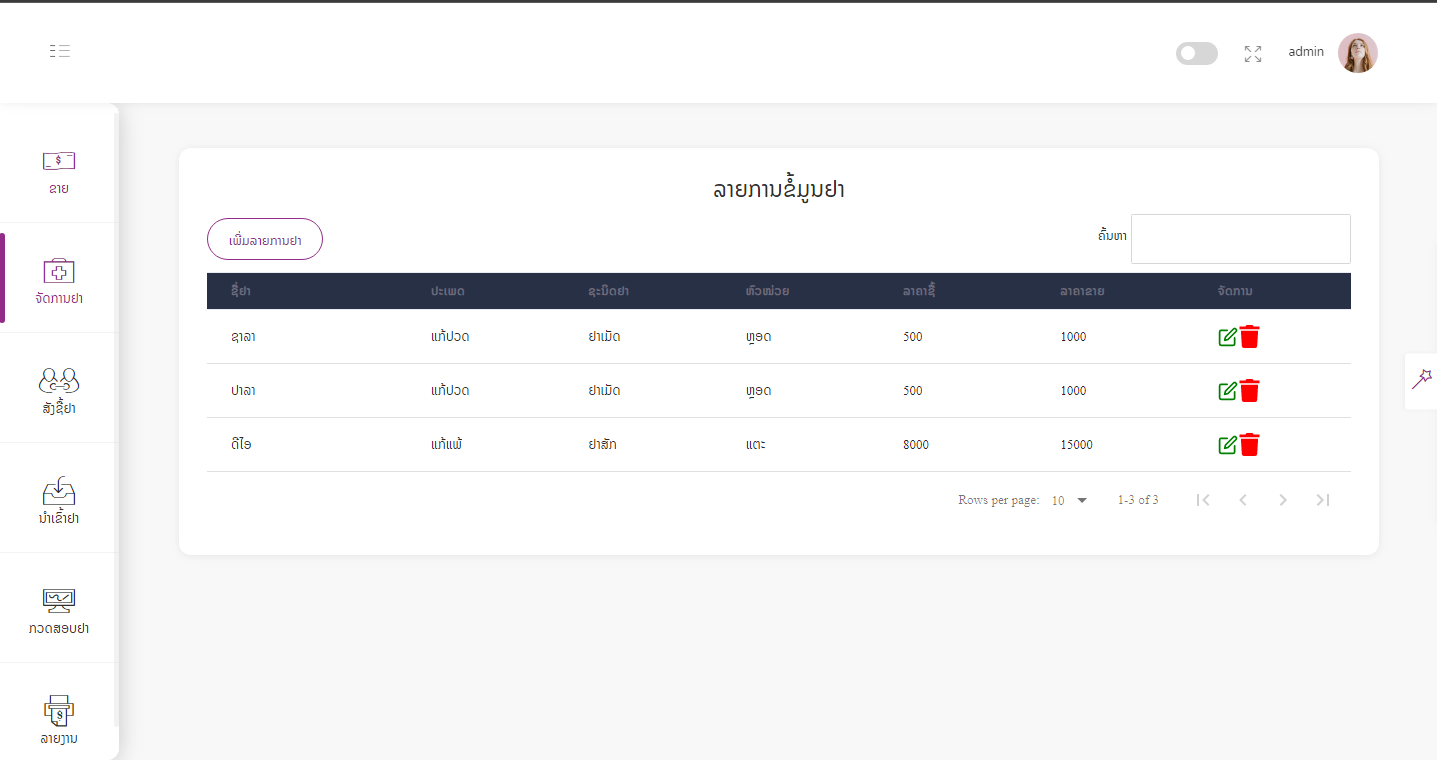 admin
ຂາຍ
ຈັດການຢາ
ສັ່ງຊື້ຢາ
ນຳເຂົ້າຢາ
ກວດສອບຢາ
ລາຍງານ
ລາຍການຂໍ້ມູນຢາ
ເພີ່ມລາຍການຢາ
ຄົ້ນຫາ
ຊື່ຢາ ປະເພດ ຊະນິດຢາ ຫົວໜ່ວຍ ລາຄາຊື້ ລາຄາຂາຍ ຈັດການ
ຊາລາ ແກ້ປວດ ຢາເມັດ ຫຼອດ 500 1000
ປາລາ ແກ້ປວດ ຢາເມັດ ຫຼອດ 500 1000
ດີໄອ ແກ້ແພ້ ຢາສັກ ແຕະ 8000 15000
Rows per page: 10 1-3 of 3